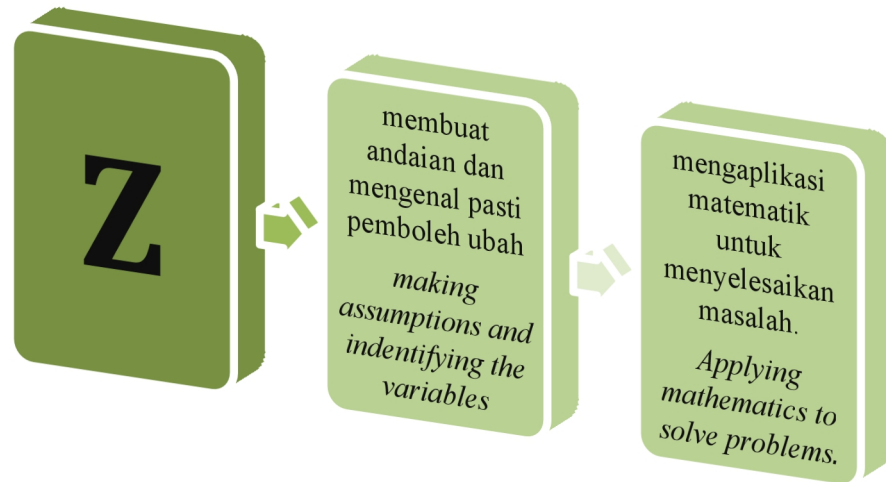 Z
membuat
andaian dan
mengenal pasti
pemboleh ubah
making
assumptions and
indentifying the
variables
mengaplikasi
matematik
untuk
menyelesaikan
masalah.
Applying
mathematics to
solve problems.